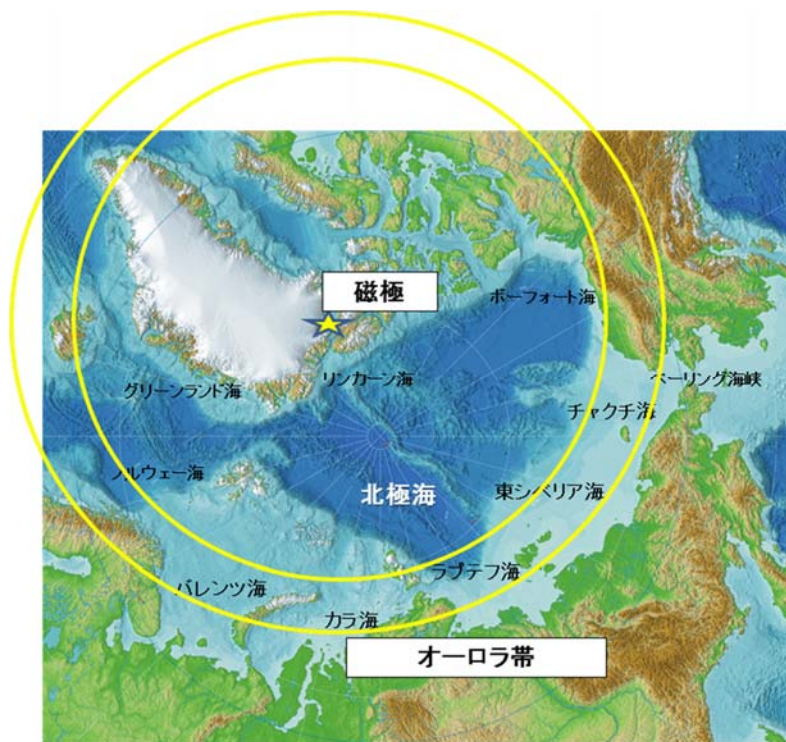 磁極
ボーフォート海
グリーンランド海
リンカーン海
ベーリング海峡
チャクチ海
ノルウェー海
北極海
東シベリア海
ラプテフ海
バレンツ海
カラ海
オーロラ帯